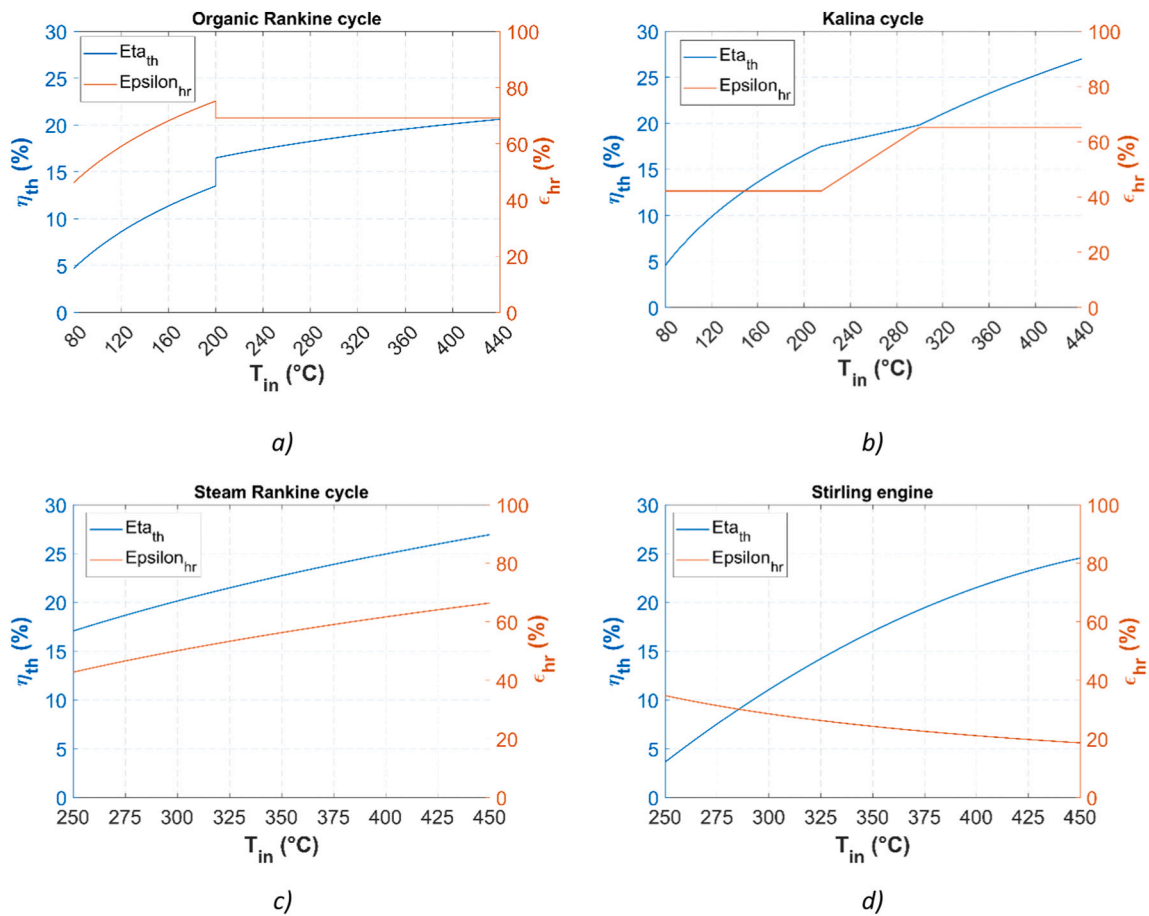 Organic Rankine cycle
30 25 20 15 10 5 0
η_th (%)
Eta_th
Epsilon_hr
100 80 60 40 20 0
ϵ_hr (%)
80 120 160 200 240 280 320 360 400 440
T_in (°C)
a)
Kalina cycle
30 25 20 15 10 5 0
η_th (%)
Eta_th
Epsilon_hr
100 80 60 40 20 0
ϵ_hr (%)
80 120 160 200 240 280 320 360 400 440
T_in (°C)
b)
Steam Rankine cycle
30 25 20 15 10 5 0
η_th (%)
Eta_th
Epsilon_hr
100 80 60 40 20 0
ϵ_hr (%)
250 275 300 325 350 375 400 425 450
T_in (°C)
c)
Stirling engine
30 25 20 15 10 5 0
η_th (%)
Eta_th
Epsilon_hr
100 80 60 40 20 0
ϵ_hr (%)
250 275 300 325 350 375 400 425 450
T_in (°C)
d)